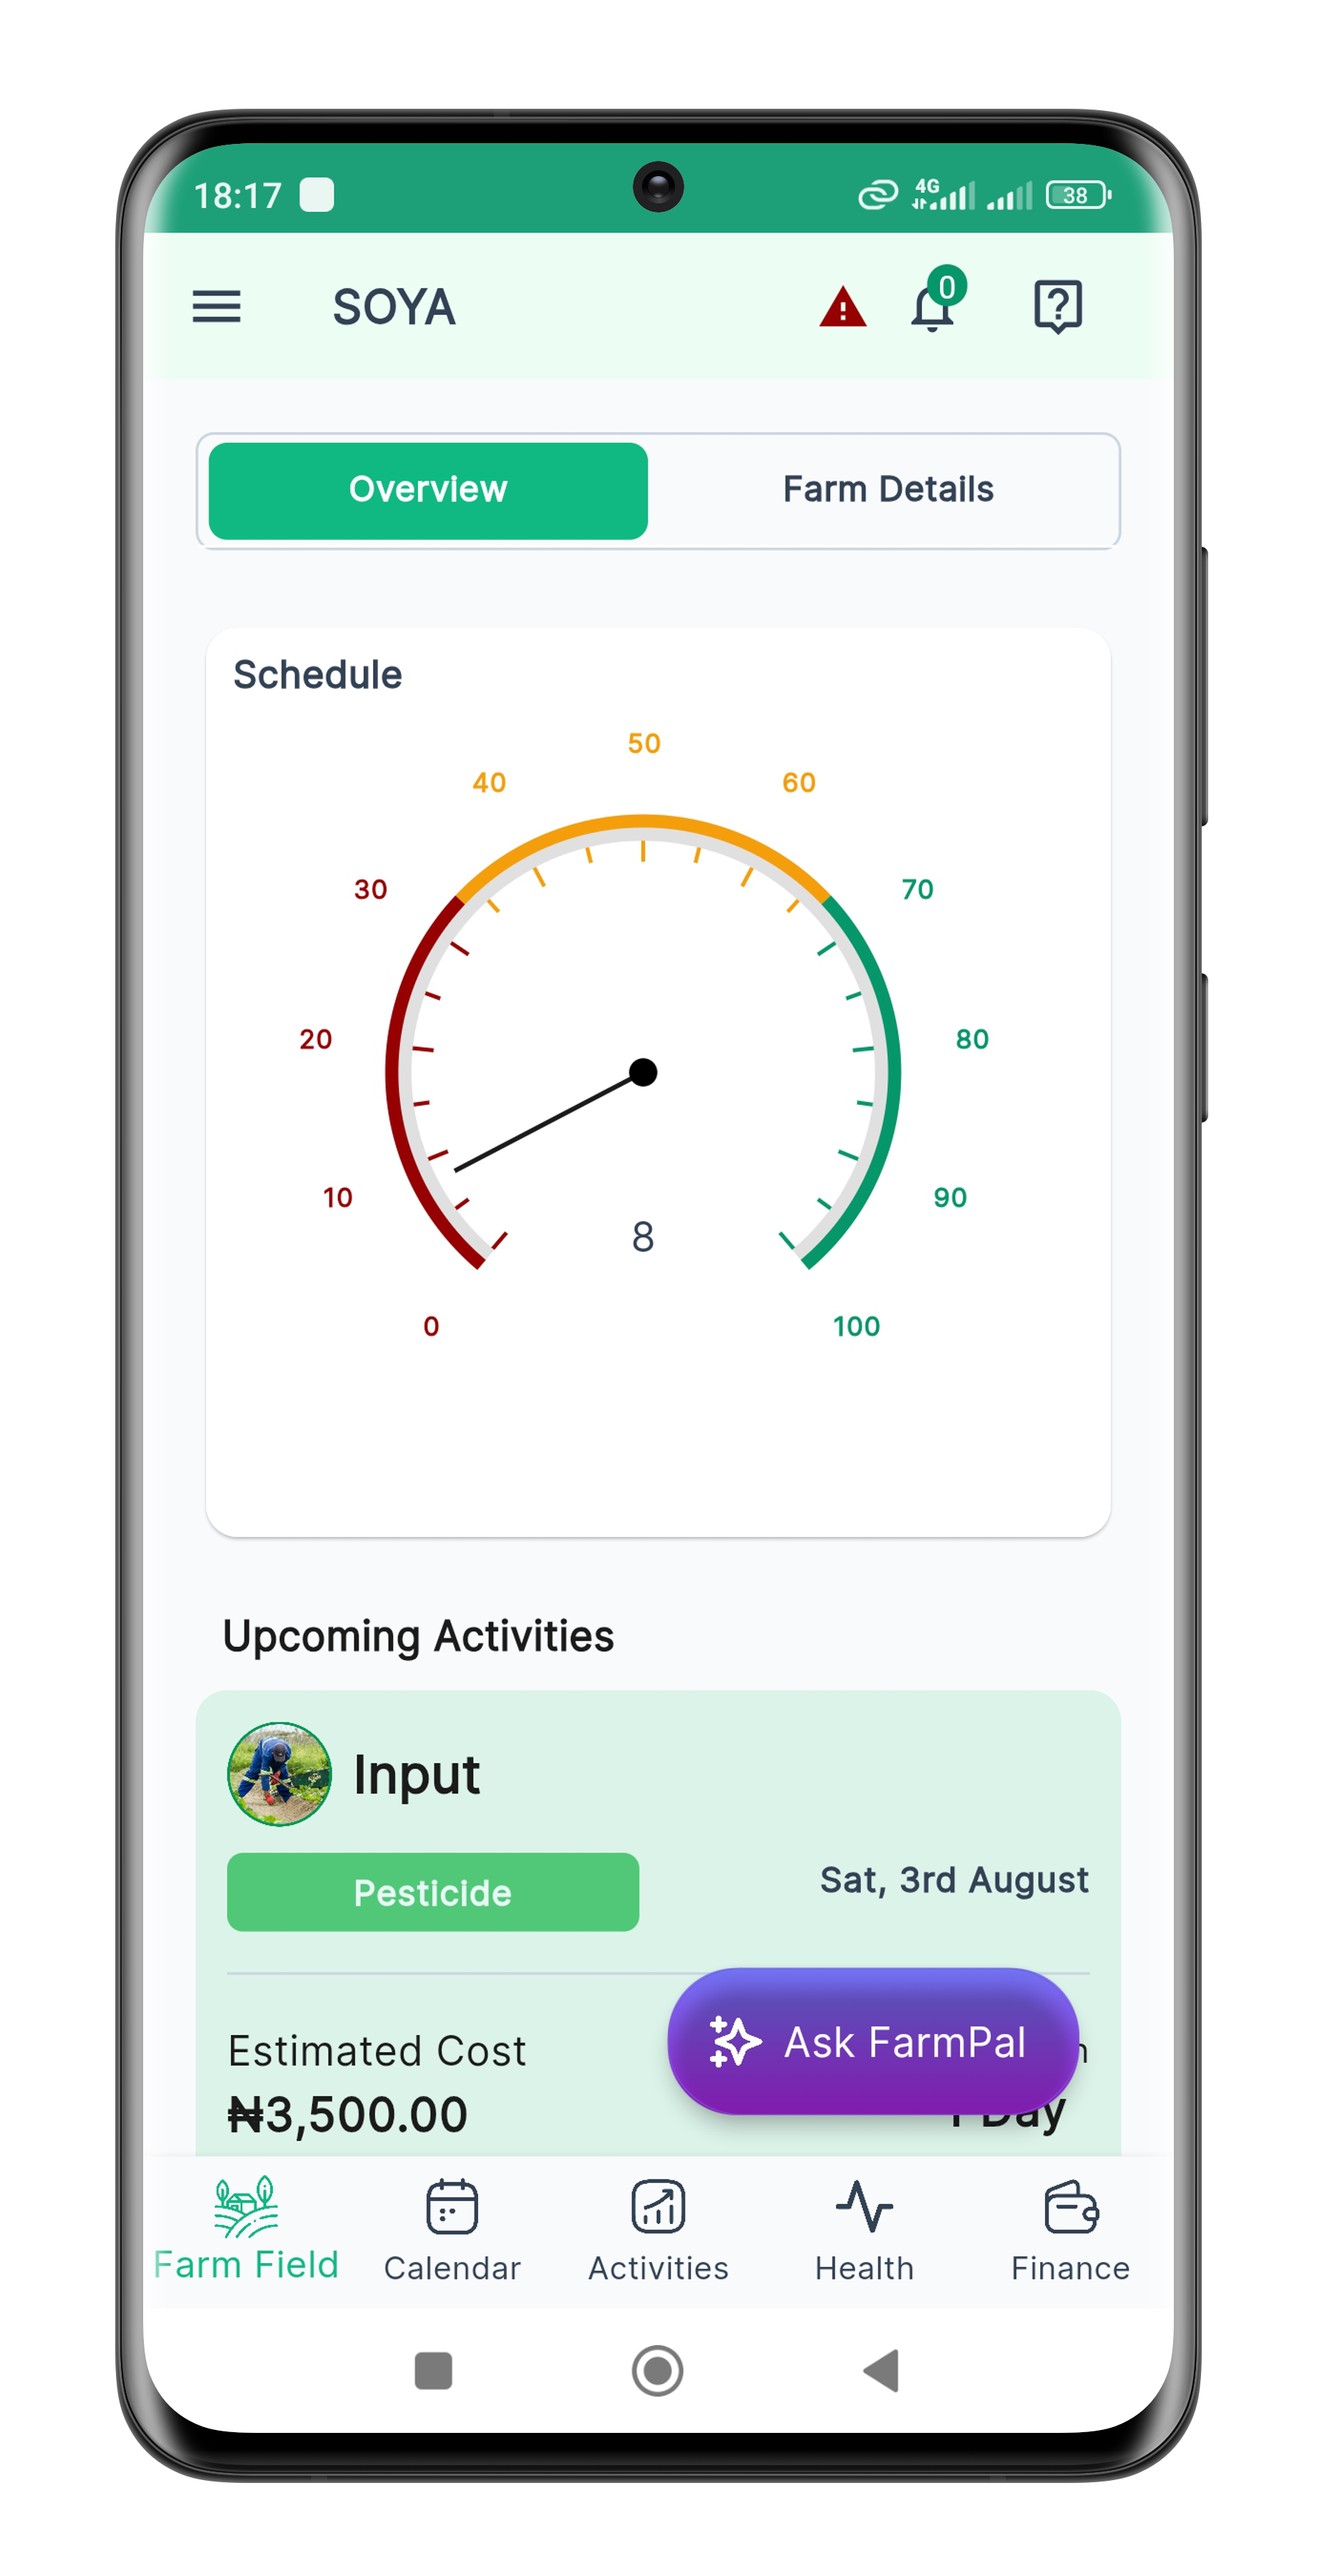 18:17 4G 38
SOYA 0
Overview Farm Details
Schedule
50
40 60
30 70
20 80
10 90
8
0 100
Upcoming Activities
Input
Pesticide Sat, 3rd August
Estimated Cost
Ask FarmPal
₦3,500.00 1 Day
Farm Field Calendar Activities Health Finance